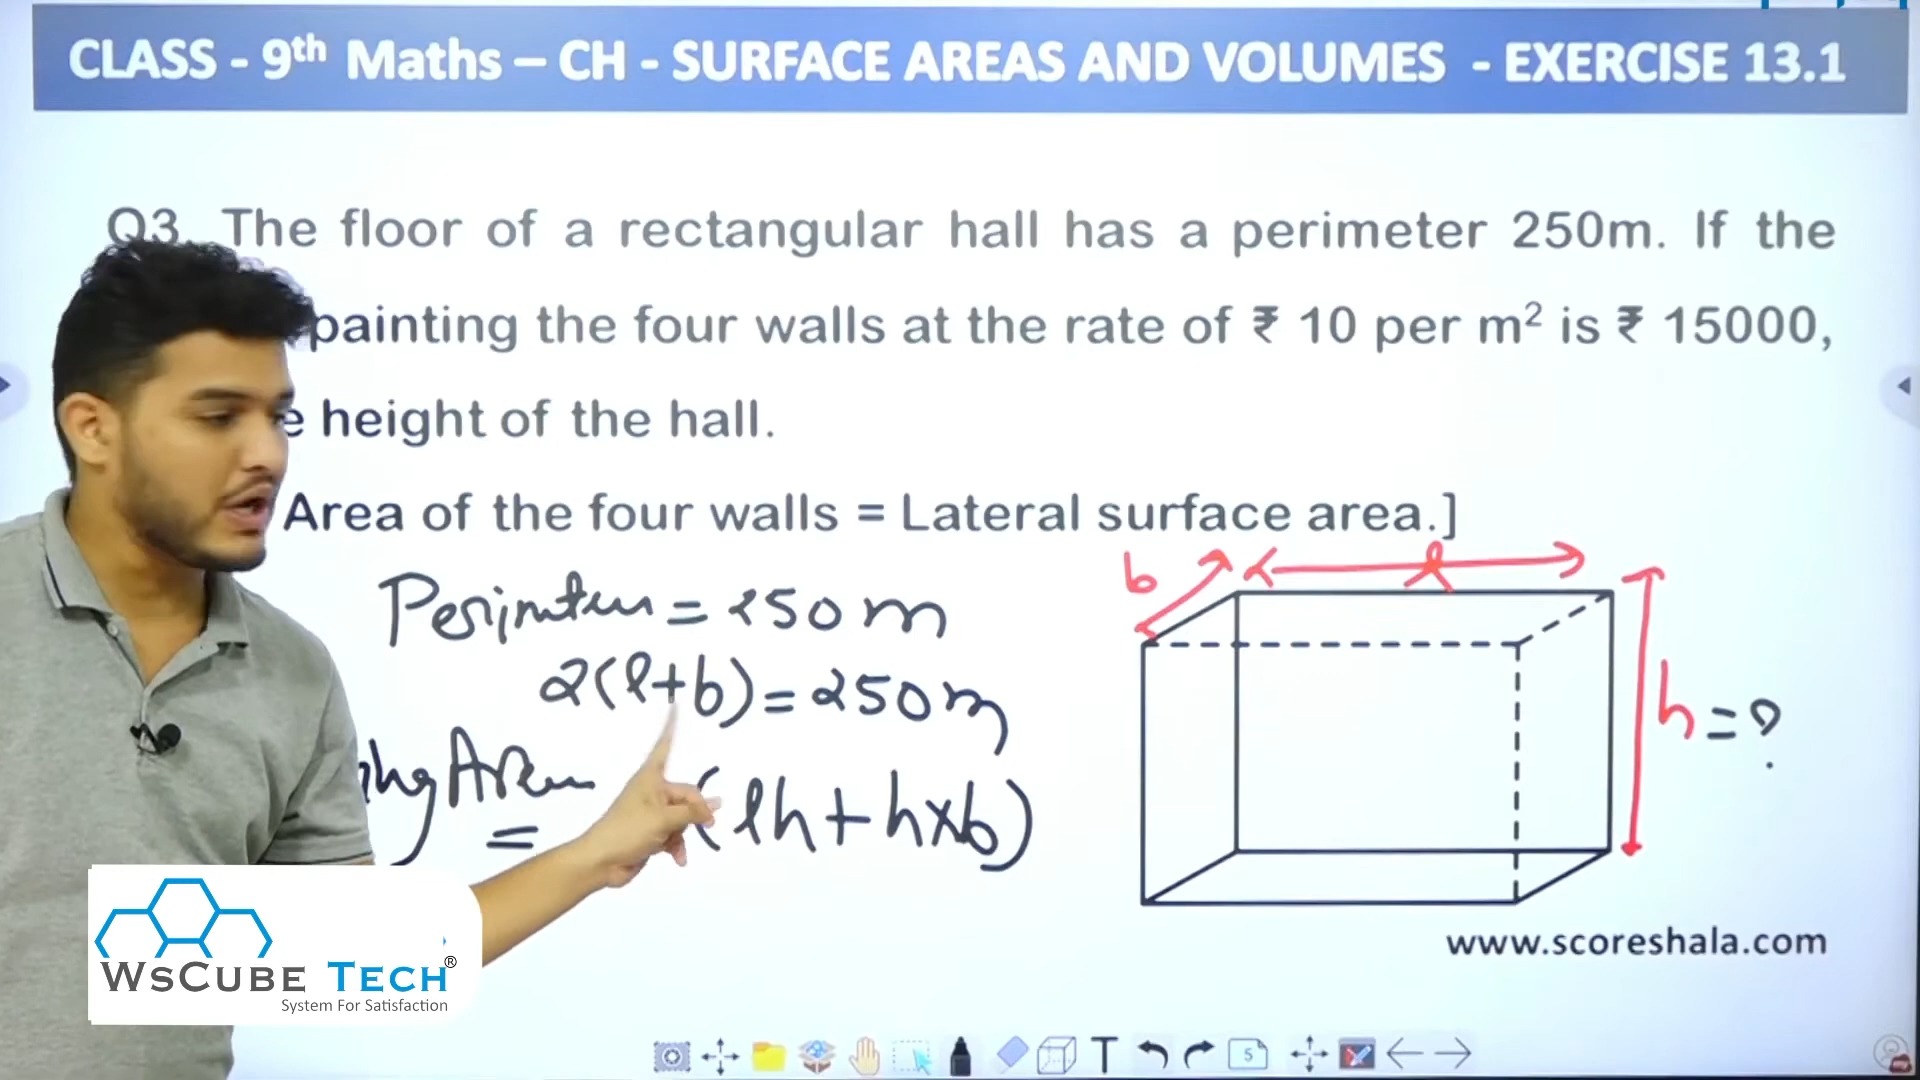 CLASS - 9th Maths – CH - SURFACE AREAS AND VOLUMES - EXERCISE 13.1
Q3. The floor of a rectangular hall has a perimeter 250m. If the
painting the four walls at the rate of ₹ 10 per m² is ₹ 15000,
e height of the hall.
Area of the four walls = Lateral surface area.]
b
l
Perimeter = 250 m
2(l+b) = 250 m
h = ?
Area
= (lh + h×b)
www.scoreshala.com
WsCube Tech®
System For Satisfaction
T
5